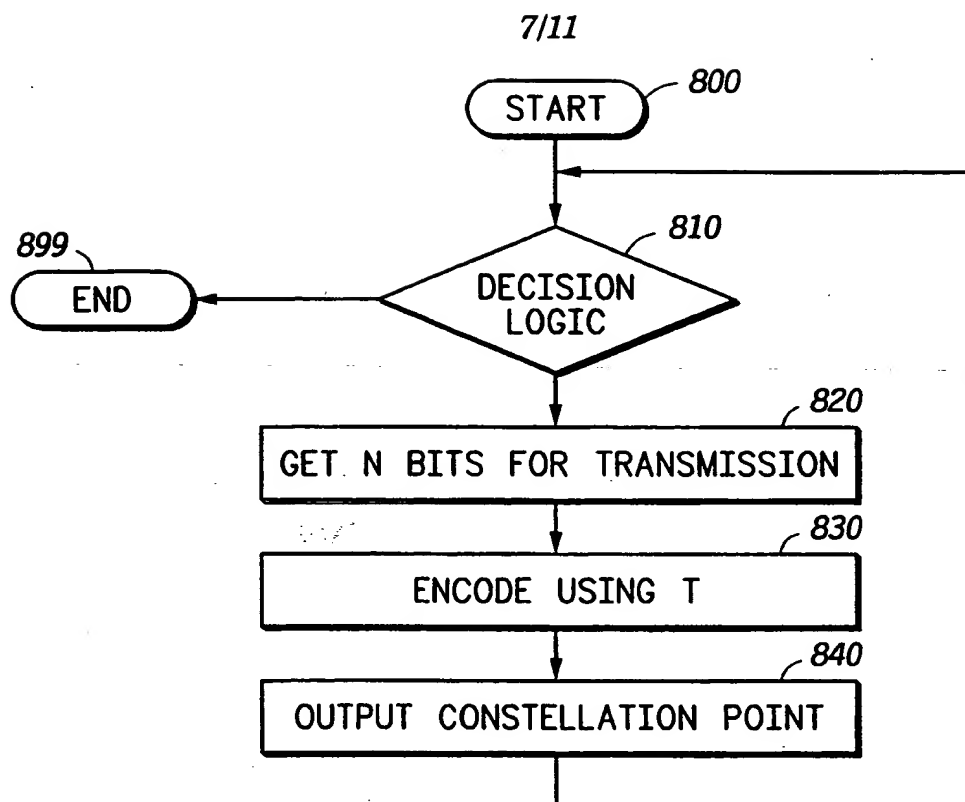 7/11
START
800
810
899
END
DECISION
LOGIC
820
GET N BITS FOR TRANSMISSION
830
ENCODE USING T
840
OUTPUT CONSTELLATION POINT